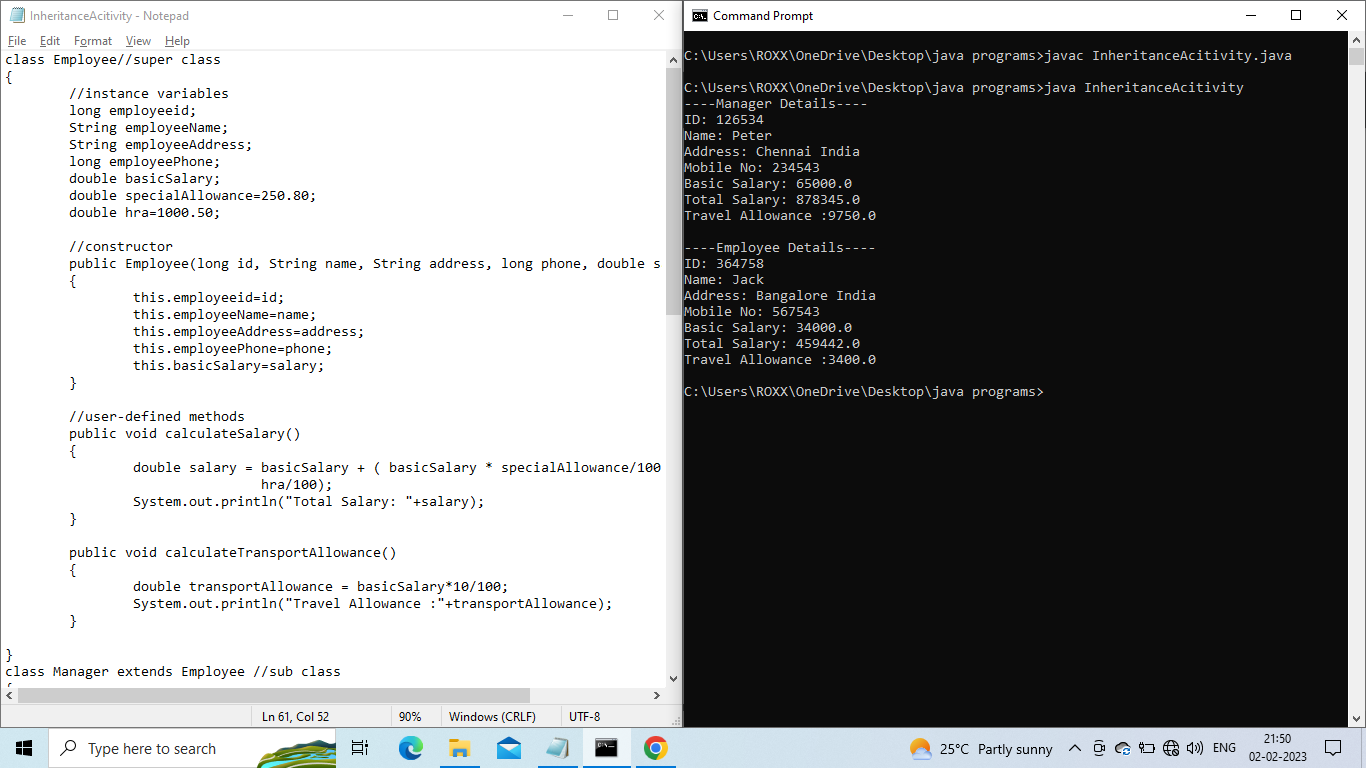 InheritanceAcitivity - Notepad
File Edit Format View Help
class Employee//super class
{
//instance variables
long employeeid;
String employeeName;
String employeeAddress;
long employeePhone;
double basicSalary;
double specialAllowance=250.80;
double hra=1000.50;
//constructor
public Employee(long id, String name, String address, long phone, double s
{
this.employeeid=id;
this.employeeName=name;
this.employeeAddress=address;
this.employeePhone=phone;
this.basicSalary=salary;
}
//user-defined methods
public void calculateSalary()
{
double salary = basicSalary + ( basicSalary * specialAllowance/100
hra/100);
System.out.println("Total Salary: "+salary);
}
public void calculateTransportAllowance()
{
double transportAllowance = basicSalary*10/100;
System.out.println("Travel Allowance :"+transportAllowance);
}
}
class Manager extends Employee //sub class
Ln 61, Col 52 90% Windows (CRLF) UTF-8
Command Prompt
C:\Users\ROXX\OneDrive\Desktop\java programs>javac InheritanceAcitivity.java
C:\Users\ROXX\OneDrive\Desktop\java programs>java InheritanceAcitivity
----Manager Details----
ID: 126534
Name: Peter
Address: Chennai India
Mobile No: 234543
Basic Salary: 65000.0
Total Salary: 878345.0
Travel Allowance :9750.0
----Employee Details----
ID: 364758
Name: Jack
Address: Bangalore India
Mobile No: 567543
Basic Salary: 34000.0
Total Salary: 459442.0
Travel Allowance :3400.0
C:\Users\ROXX\OneDrive\Desktop\java programs>
Type here to search
25°C Partly sunny
ENG
21:50
02-02-2023